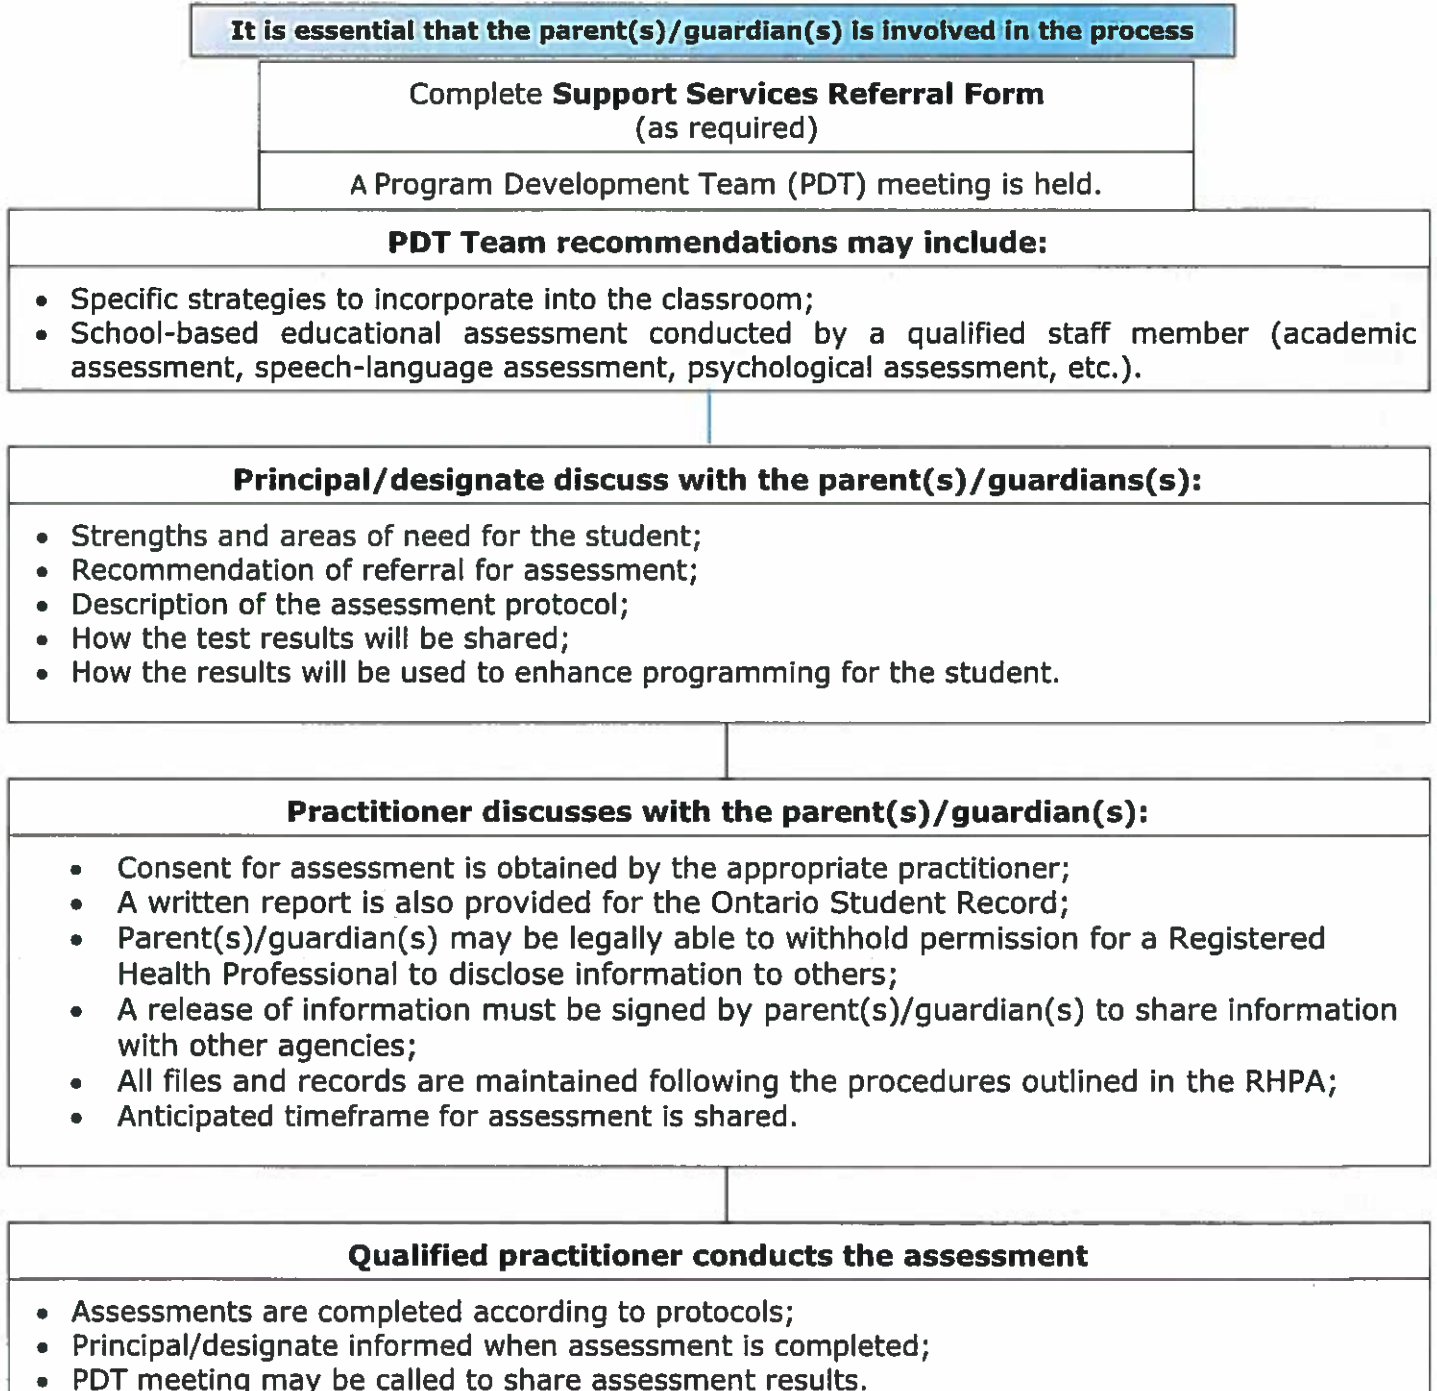 It is essential that the parent(s)/guardian(s) is involved in the process
Complete Support Services Referral Form
(as required)
A Program Development Team (PDT) meeting is held.
PDT Team recommendations may include:
• Specific strategies to incorporate into the classroom;
• School-based educational assessment conducted by a qualified staff member (academic
assessment, speech-language assessment, psychological assessment, etc.).
Principal/designate discuss with the parent(s)/guardians(s):
• Strengths and areas of need for the student;
• Recommendation of referral for assessment;
• Description of the assessment protocol;
• How the test results will be shared;
• How the results will be used to enhance programming for the student.
Practitioner discusses with the parent(s)/guardian(s):
• Consent for assessment is obtained by the appropriate practitioner;
• A written report is also provided for the Ontario Student Record;
• Parent(s)/guardian(s) may be legally able to withhold permission for a Registered
Health Professional to disclose information to others;
• A release of information must be signed by parent(s)/guardian(s) to share information
with other agencies;
• All files and records are maintained following the procedures outlined in the RHPA;
• Anticipated timeframe for assessment is shared.
Qualified practitioner conducts the assessment
• Assessments are completed according to protocols;
• Principal/designate informed when assessment is completed;
• PDT meeting may be called to share assessment results.